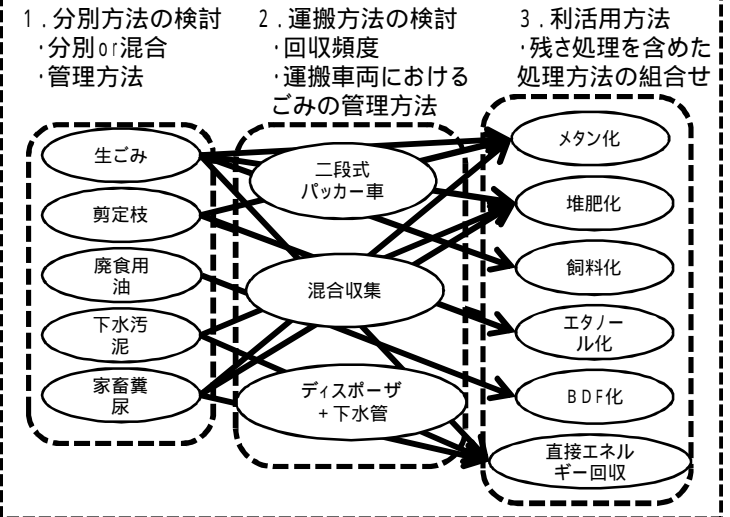 1.分別方法の検討
・分別or混合
・管理方法
2.運搬方法の検討
・回収頻度
・運搬車両における
ごみの管理方法
3.利活用方法
・残さ処理を含めた
処理方法の組合せ
生ごみ
剪定枝
廃食用
油
下水汚
泥
家畜糞
尿
二段式
パッカー車
混合収集
ディスポーザ
+下水管
メタン化
堆肥化
飼料化
エタノー
ル化
BDF化
直接エネル
ギー回収